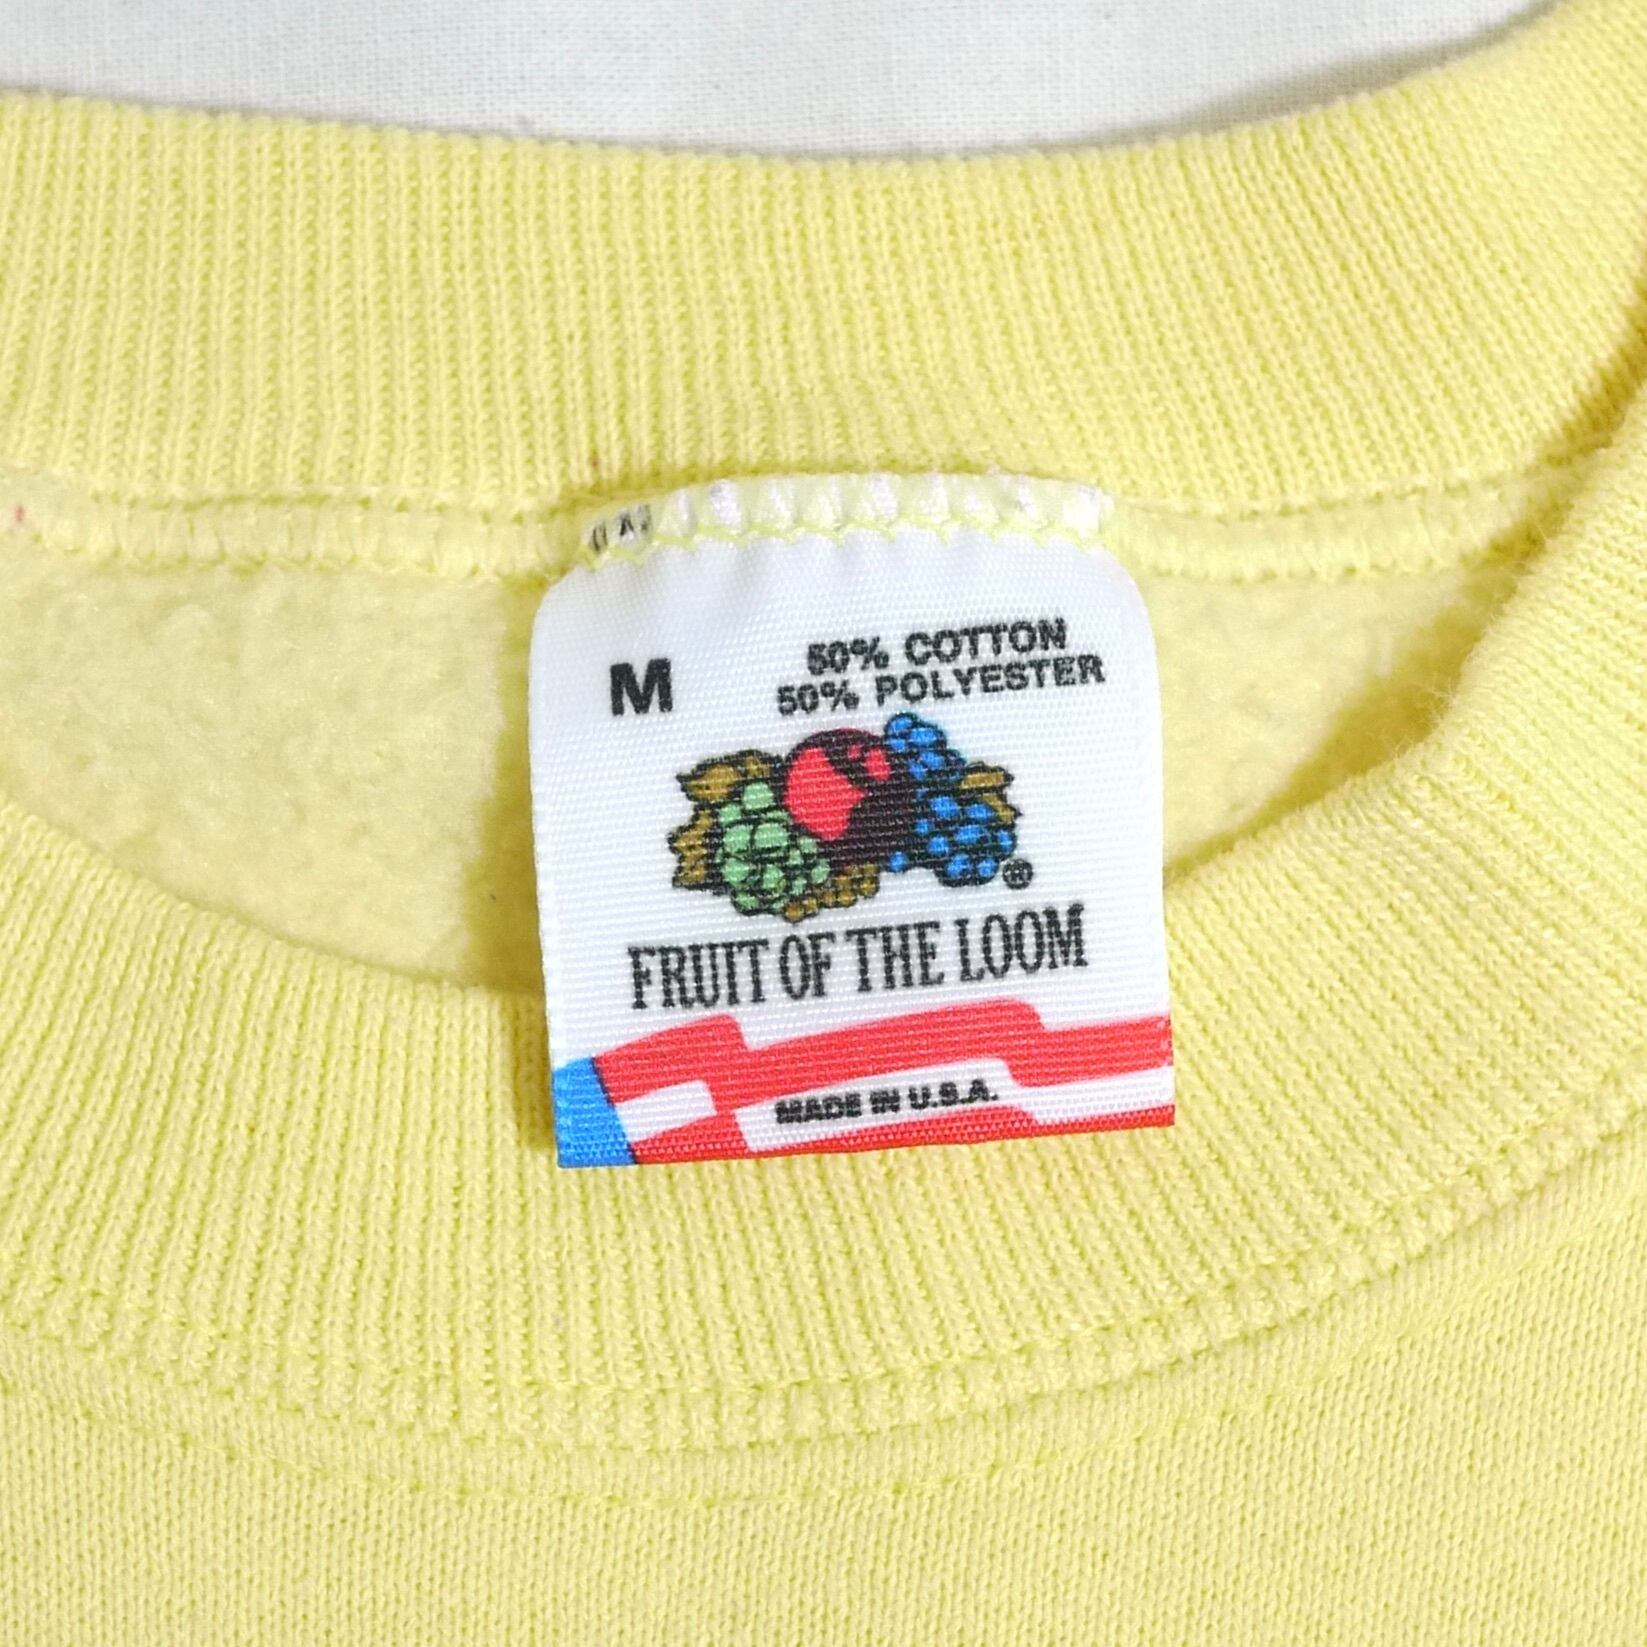 M
50% COTTON
50% POLYESTER
®
FRUIT OF THE LOOM
MADE IN U.S.A.